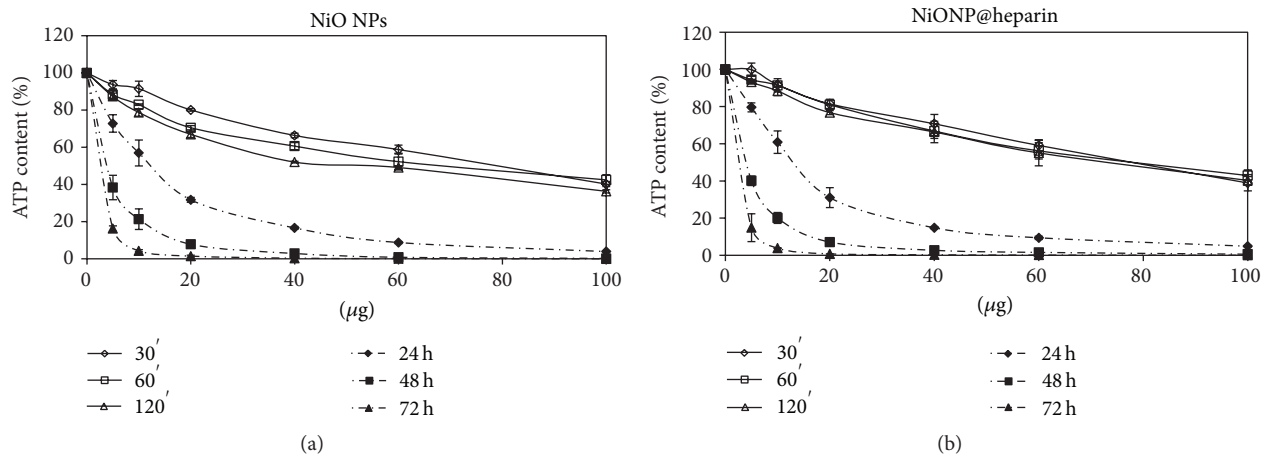 NiO NPs
ATP content (%)
120
100
80
60
40
20
0
0 20 40 60 80 100
(μg)
30′
60′
120′
24 h
48 h
72 h
(a)
NiONP@heparin
ATP content (%)
120
100
80
60
40
20
0
0 20 40 60 80 100
(μg)
30′
60′
120′
24 h
48 h
72 h
(b)